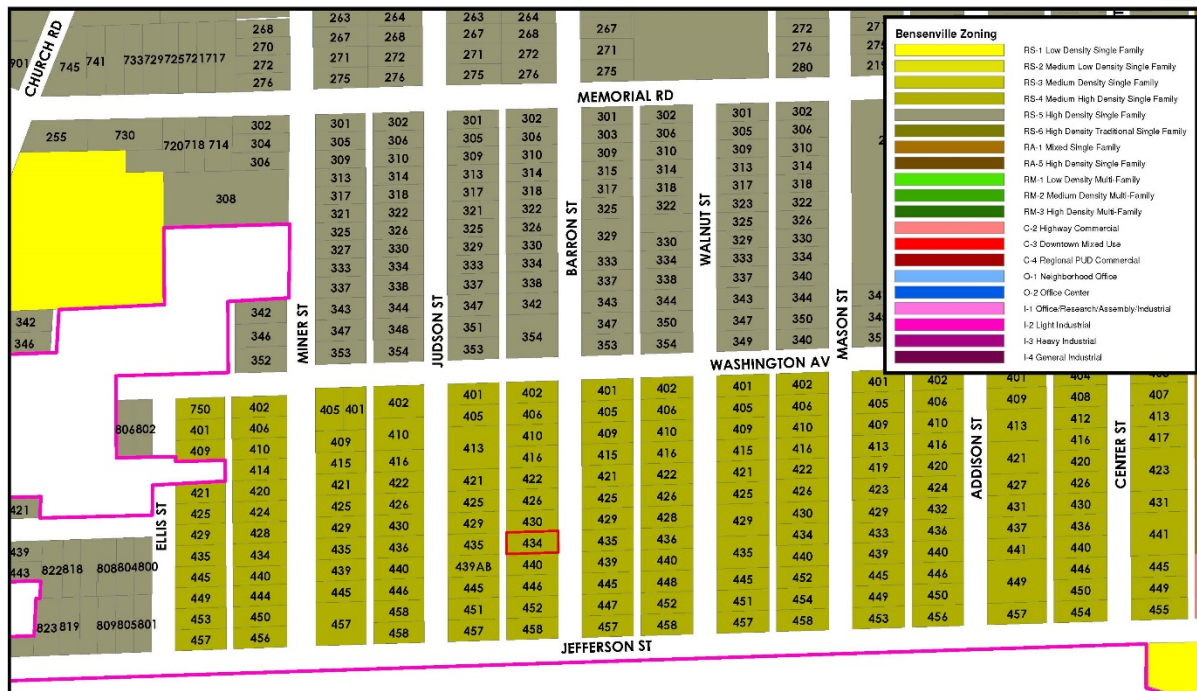 263 264 263 264 267 272
268 267 268 267 268 271 276
270 271 272 271 272 275 280
272 275 276 275 276
276
CHURCH RD
745 741 733 729 725 721 717
MEMORIAL RD
255 730 720 718 714 302
304
306
308
301 302 301 302 301 302 301 302
305 306 305 306 303 306 305 306
309 310 309 310 309 310 309 310
313 314 313 314 315 314 313 314
317 318 317 318 317 318 317 318
321 322 321 322 325 322 323 322
325 326 325 326 325 326
327 330 329 330 329 330 329 330
333 334 333 334 333 334 333 334
337 338 337 338 337 338 337 340
343 344 347 342 343 344 343 344
347 348 351 354 347 350 347 350
353 354 353 353 354 349 340
342
346
342
346
352
MINER ST
JUDSON ST
BARRON ST
WALNUT ST
MASON ST
WASHINGTON AV
Bensenville Zoning
RS-1 Low Density Single Family
RS-2 Medium Low Density Single Family
RS-3 Medium Density Single Family
RS-4 Medium High Density Single Family
RS-5 High Density Single Family
RS-6 High Density Traditional Single Family
RA-1 Mixed Single Family
RA-5 High Density Single Family
RM-1 Low Density Multi-Family
RM-2 Medium Density Multi-Family
RM-3 High Density Multi-Family
C-2 Highway Commercial
C-3 Downtown Mixed Use
C-4 Regional PUD Commercial
O-1 Neighborhood Office
O-2 Office Center
I-1 Office/Research/Assembly/Industrial
I-2 Light Industrial
I-3 Heavy Industrial
I-4 General Industrial
750 402 405 401 402 401 402 401 402 401 402 401 402
401 406 409 410 405 406 405 406 405 406 405 406 409 408 407
409 410 415 416 413 410 409 410 409 410 409 410 413 412 413
806 802 414 421 422 421 416 415 416 415 416 413 416 421 416 417
421 420 425 426 425 422 421 422 421 422 419 420 427 420 423
425 424 429 430 429 426 425 426 425 426 423 424 431 426 431
429 428 435 436 435 430 429 428 429 430 429 432 437 430 441
435 434 439 440 439AB 434 435 436 435 434 437 436 441 436 445
445 440 445 446 445 440 439 440 445 440 439 440 449 440 449
449 444 457 458 451 446 445 448 451 452 445 446 457 446 455
453 450 458 457 452 447 452 457 454 449 450 450
457 456 458 457 458 458 453 456 454
421
439
443 822 818 808 804 800
823 819 809 805 801
ELLIS ST
ADDISON ST
CENTER ST
JEFFERSON ST